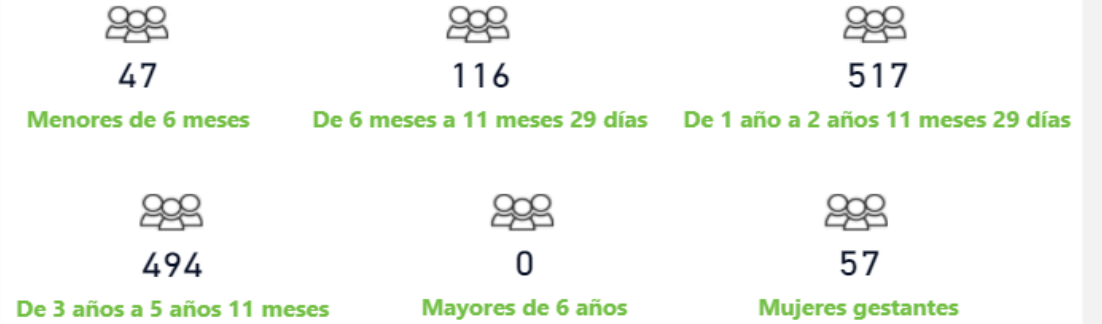 47
116
517
Menores de 6 meses
De 6 meses a 11 meses 29 días
De 1 año a 2 años 11 meses 29 días
494
0
57
De 3 años a 5 años 11 meses
Mayores de 6 años
Mujeres gestantes